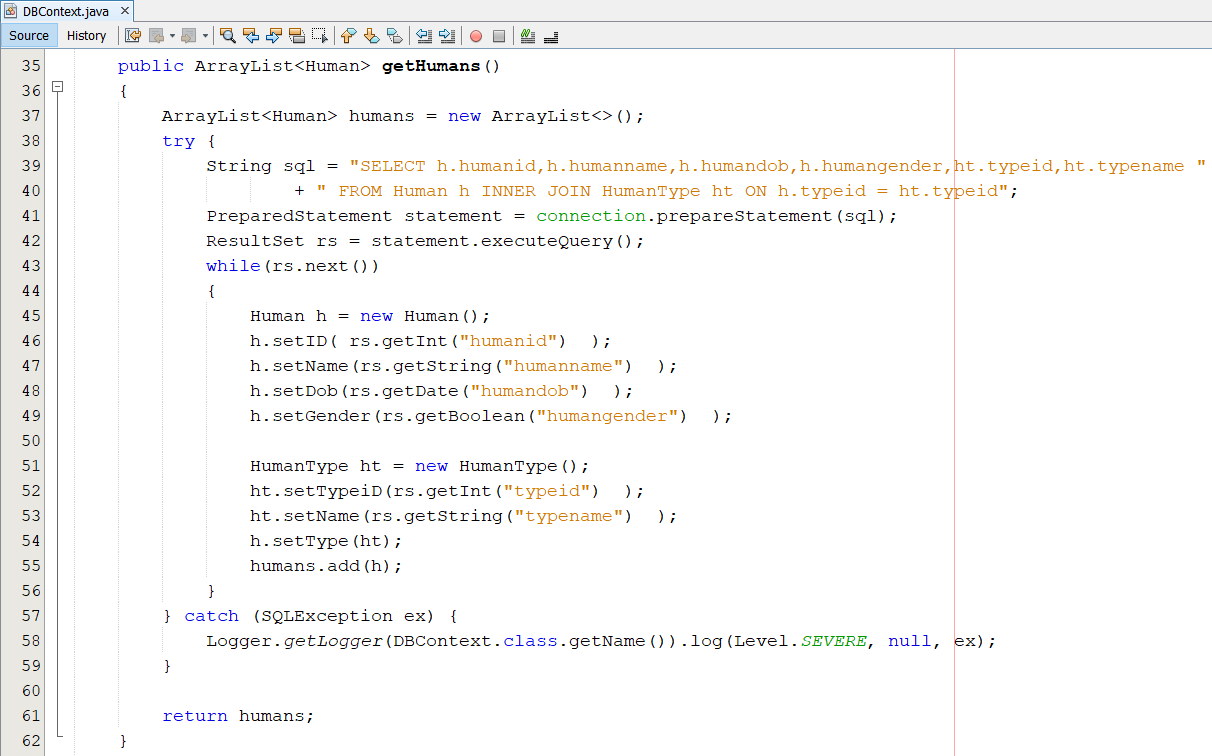 DBContext.java
Source History
35 public ArrayList<Human> getHumans()
36 {
37 ArrayList<Human> humans = new ArrayList<>();
38 try {
39 String sql = "SELECT h.humanid,h.humanname,h.humandob,h.humangender,ht.typeid,ht.typename "
40 + " FROM Human h INNER JOIN HumanType ht ON h.typeid = ht.typeid";
41 PreparedStatement statement = connection.prepareStatement(sql);
42 ResultSet rs = statement.executeQuery();
43 while(rs.next())
44 {
45 Human h = new Human();
46 h.setID( rs.getInt("humanid")  );
47 h.setName(rs.getString("humanname")  );
48 h.setDob(rs.getDate("humandob")  );
49 h.setGender(rs.getBoolean("humangender")  );
50
51 HumanType ht = new HumanType();
52 ht.setTypeiD(rs.getInt("typeid")  );
53 ht.setName(rs.getString("typename")  );
54 h.setType(ht);
55 humans.add(h);
56 }
57 } catch (SQLException ex) {
58 Logger.getLogger(DBContext.class.getName()).log(Level.SEVERE, null, ex);
59 }
60
61 return humans;
62 }